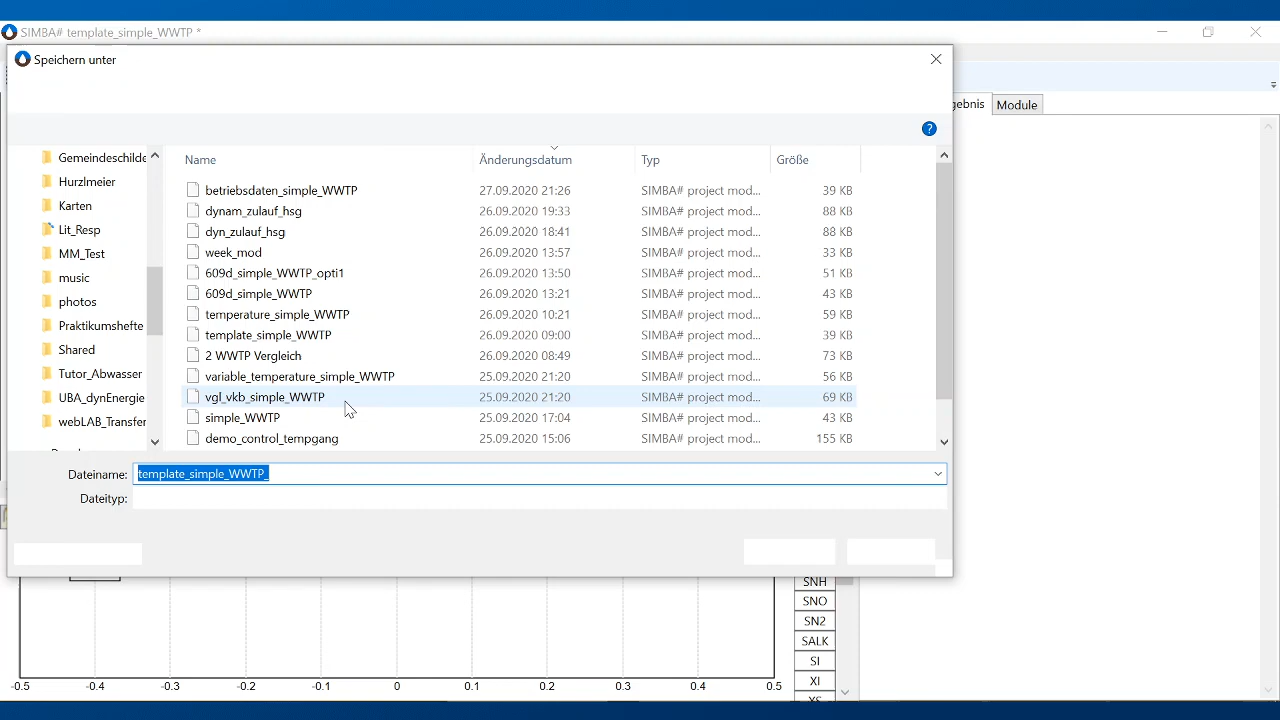 SIMBA# template_simple_WWTP *
Speichern unter
gebnis
Module
Name
Änderungsdatum
Typ
Größe
Gemeindeschilde
Hurzlmeier
Karten
Lit_Resp
MM_Test
music
photos
Praktikumshefte
Shared
Tutor_Abwasser
UBA_dynEnergie
webLAB_Transfer
betriebsdaten_simple_WWTP 27.09.2020 21:26 SIMBA# project mod... 39 KB
dynam_zulauf_hsg 26.09.2020 19:33 SIMBA# project mod... 88 KB
dyn_zulauf_hsg 26.09.2020 18:41 SIMBA# project mod... 88 KB
week_mod 26.09.2020 13:57 SIMBA# project mod... 33 KB
609d_simple_WWTP_opti1 26.09.2020 13:50 SIMBA# project mod... 51 KB
609d_simple_WWTP 26.09.2020 13:21 SIMBA# project mod... 43 KB
temperature_simple_WWTP 26.09.2020 10:21 SIMBA# project mod... 59 KB
template_simple_WWTP 26.09.2020 09:00 SIMBA# project mod... 39 KB
2 WWTP Vergleich 26.09.2020 08:49 SIMBA# project mod... 73 KB
variable_temperature_simple_WWTP 25.09.2020 21:20 SIMBA# project mod... 56 KB
vgl_vkb_simple_WWTP 25.09.2020 21:20 SIMBA# project mod... 69 KB
simple_WWTP 25.09.2020 17:04 SIMBA# project mod... 43 KB
demo_control_tempgang 25.09.2020 15:06 SIMBA# project mod... 155 KB
Dateiname: template_simple_WWTP_
Dateityp:
SNH
SNO
SN2
SALK
SI
XI
XS
-0.5 -0.4 -0.3 -0.2 -0.1 0 0.1 0.2 0.3 0.4 0.5